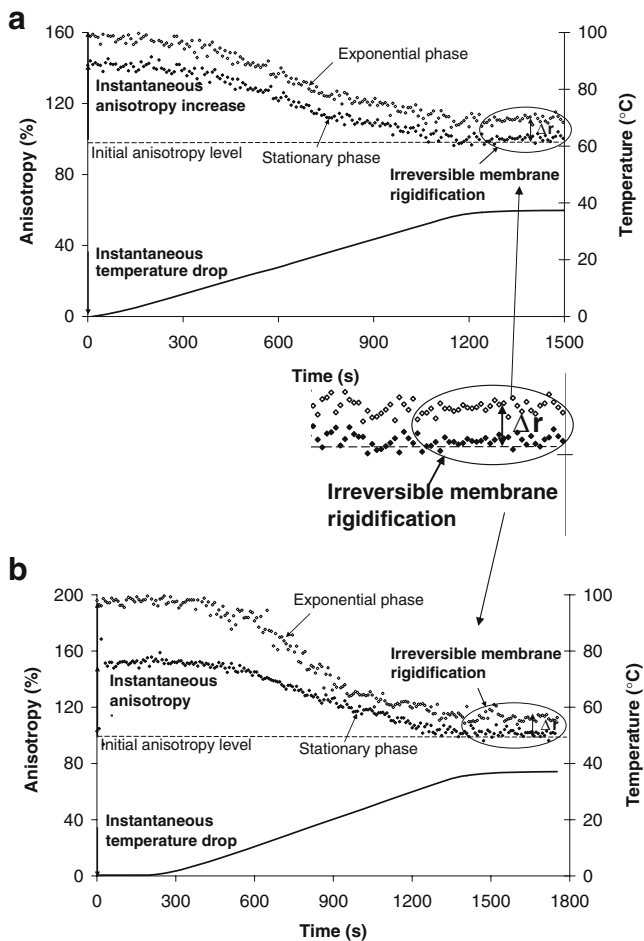 a
160
120
80
40
0
Anisotropy (%)
100
80
60
40
20
0
Temperature (°C)
Exponential phase
Instantaneous
anisotropy increase
Δr
Initial anisotropy level
Stationary phase
Irreversible membrane
rigidification
Instantaneous
temperature drop
0 300 600 900 1200 1500
Time (s)
Δr
Irreversible membrane
rigidification
b
200
160
120
80
40
0
Anisotropy (%)
100
80
60
40
20
0
Temperature (°C)
Exponential phase
Irreversible membrane
rigidification
Instantaneous
anisotropy
Δr
Initial anisotropy level
Stationary phase
Instantaneous
temperature drop
0 300 600 900 1200 1500 1800
Time (s)